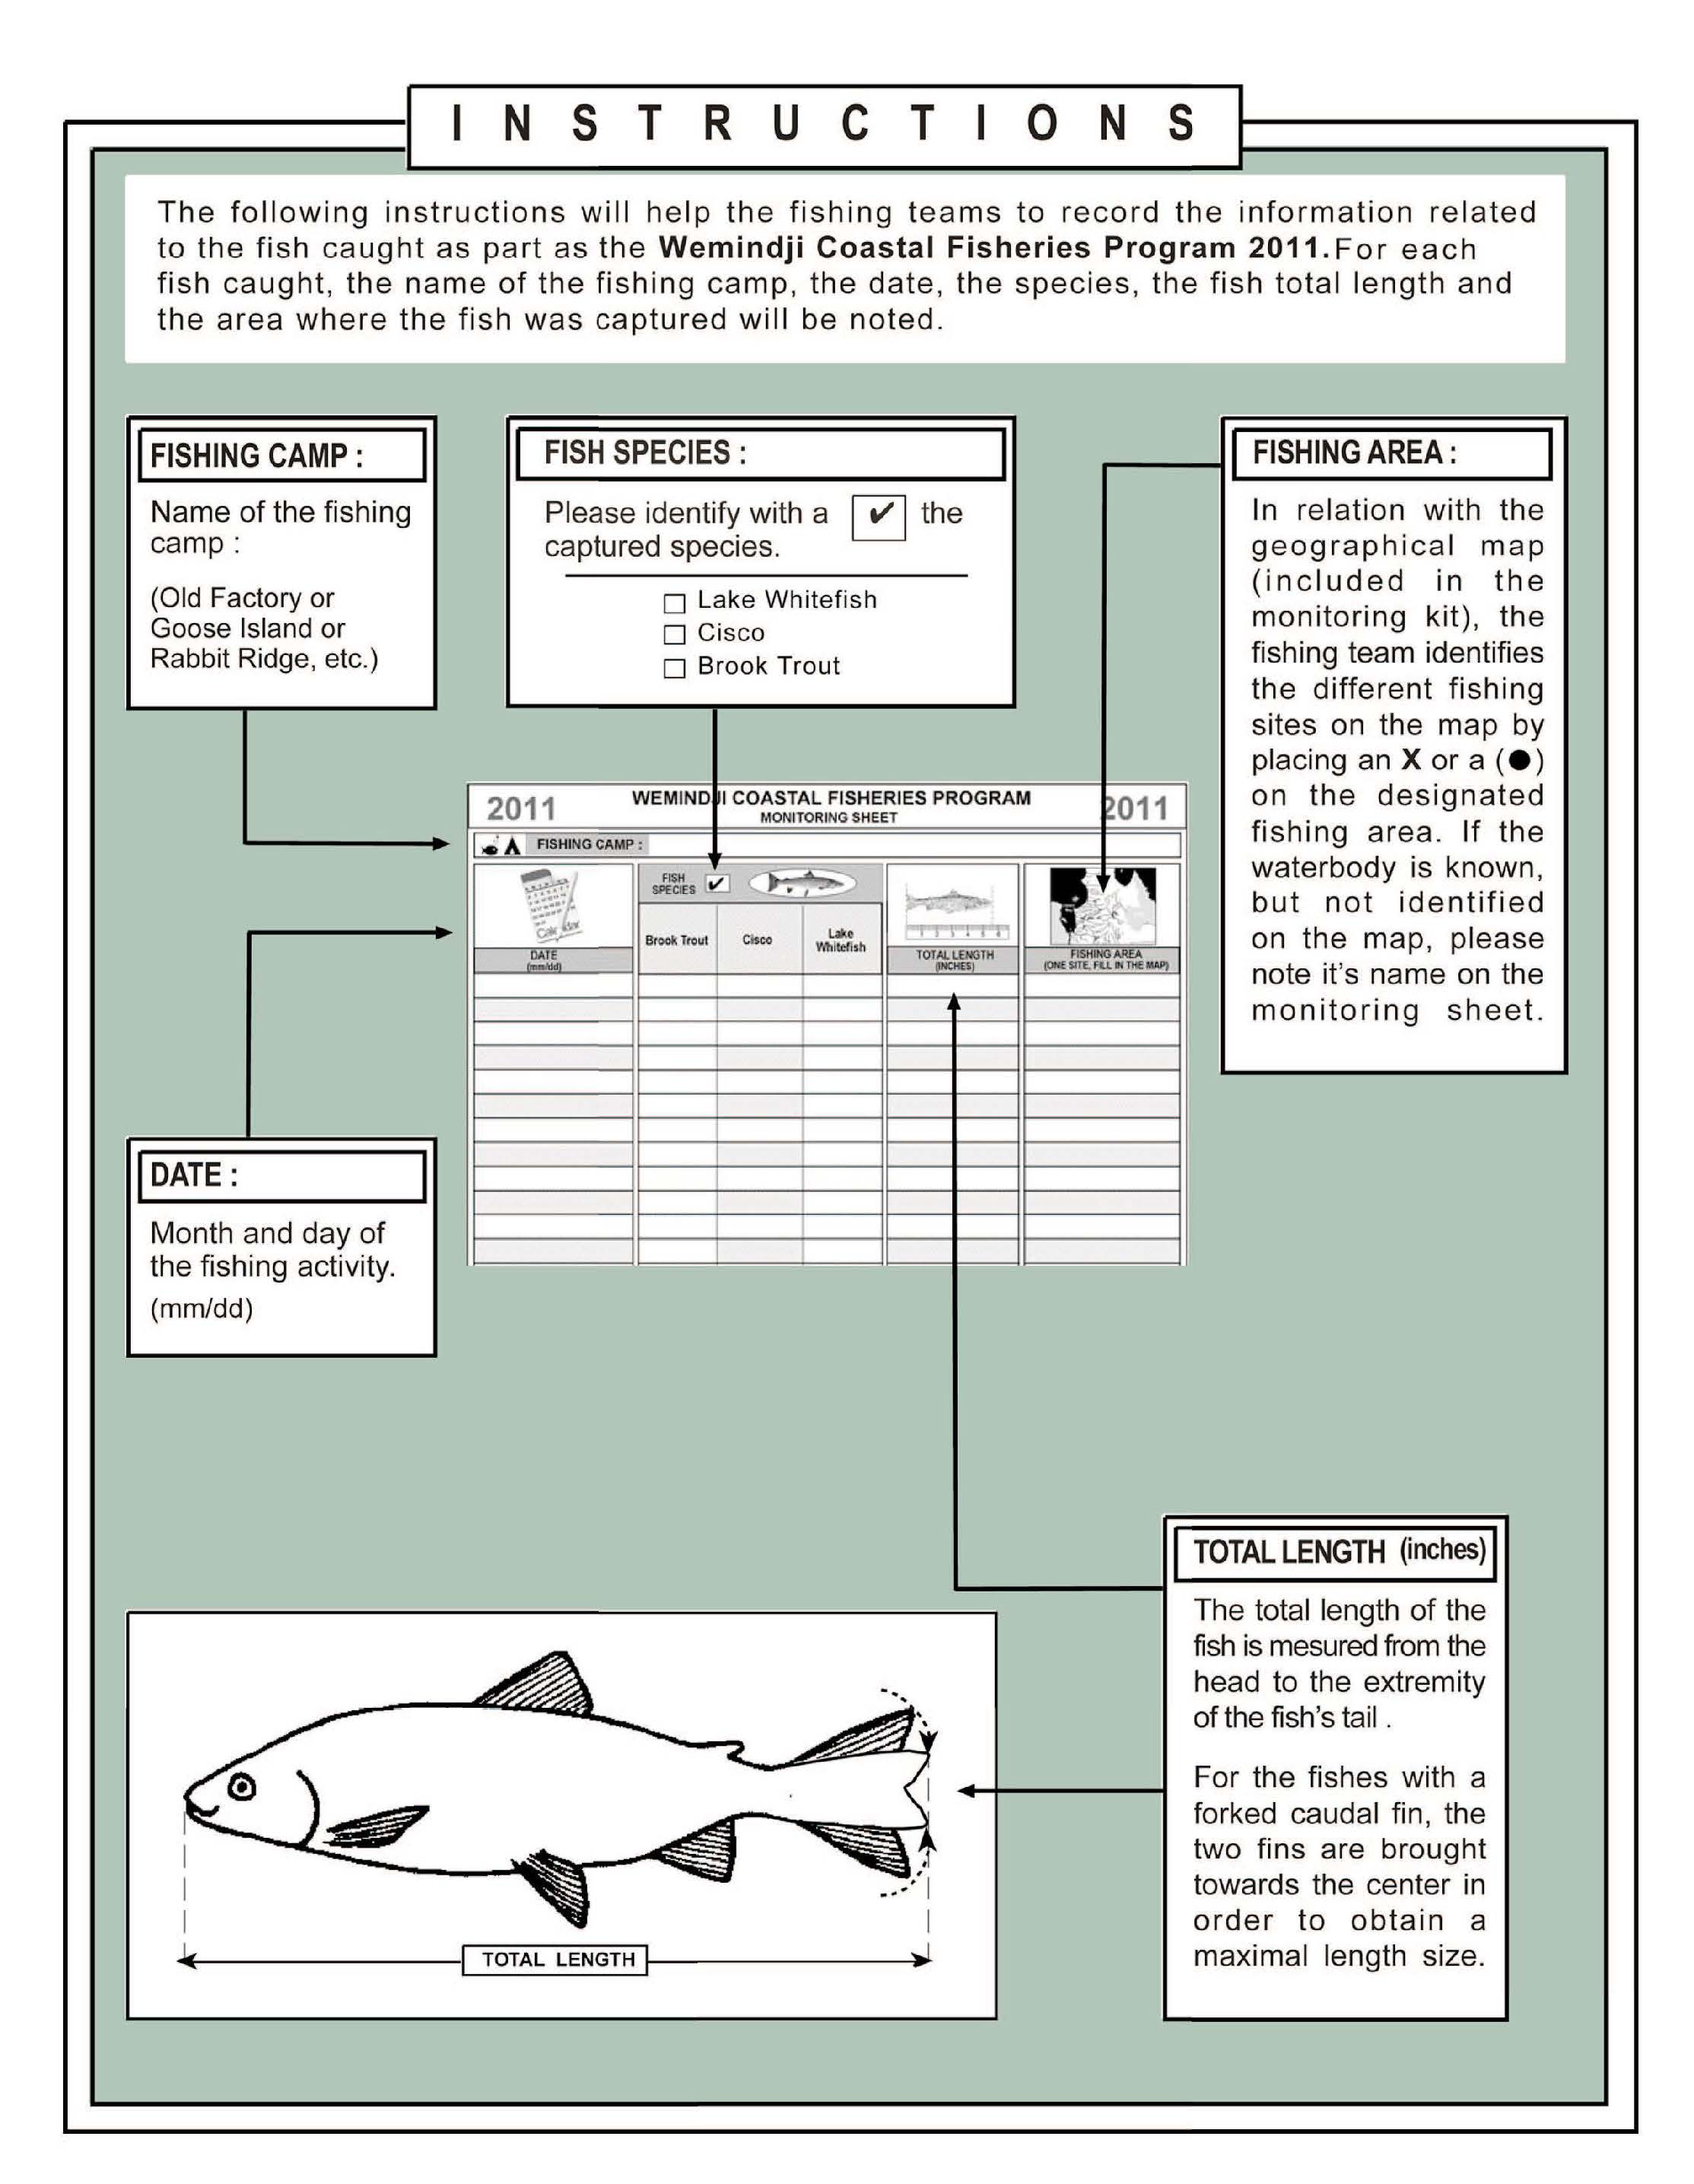 INSTRUCTIONS
The following instructions will help the fishing teams to record the information related
to the fish caught as part as the Wemindji Coastal Fisheries Program 2011.For each
fish caught, the name of the fishing camp, the date, the species, the fish total length and
the area where the fish was captured will be noted.
FISHING CAMP :
Name of the fishing
camp :
(Old Factory or
Goose Island or
Rabbit Ridge, etc.)
FISH SPECIES :
Please identify with a ✔ the
captured species.
Lake Whitefish
Cisco
Brook Trout
FISHING AREA :
In relation with the
geographical map
(included in the
monitoring kit), the
fishing team identifies
the different fishing
sites on the map by
placing an X or a (●)
on the designated
fishing area. If the
waterbody is known,
but not identified
on the map, please
note it's name on the
monitoring sheet.
2011
WEMINDJI COASTAL FISHERIES PROGRAM
MONITORING SHEET
2011
FISHING CAMP :
FISH
SPECIES ✔
Brook Trout
Cisco
Lake
Whitefish
DATE
(mm/dd)
TOTAL LENGTH
(INCHES)
FISHING AREA
(ONE SITE, FILL IN THE MAP)
DATE :
Month and day of
the fishing activity.
(mm/dd)
TOTAL LENGTH (inches)
The total length of the
fish is mesured from the
head to the extremity
of the fish's tail .
For the fishes with a
forked caudal fin, the
two fins are brought
towards the center in
order to obtain a
maximal length size.
TOTAL LENGTH